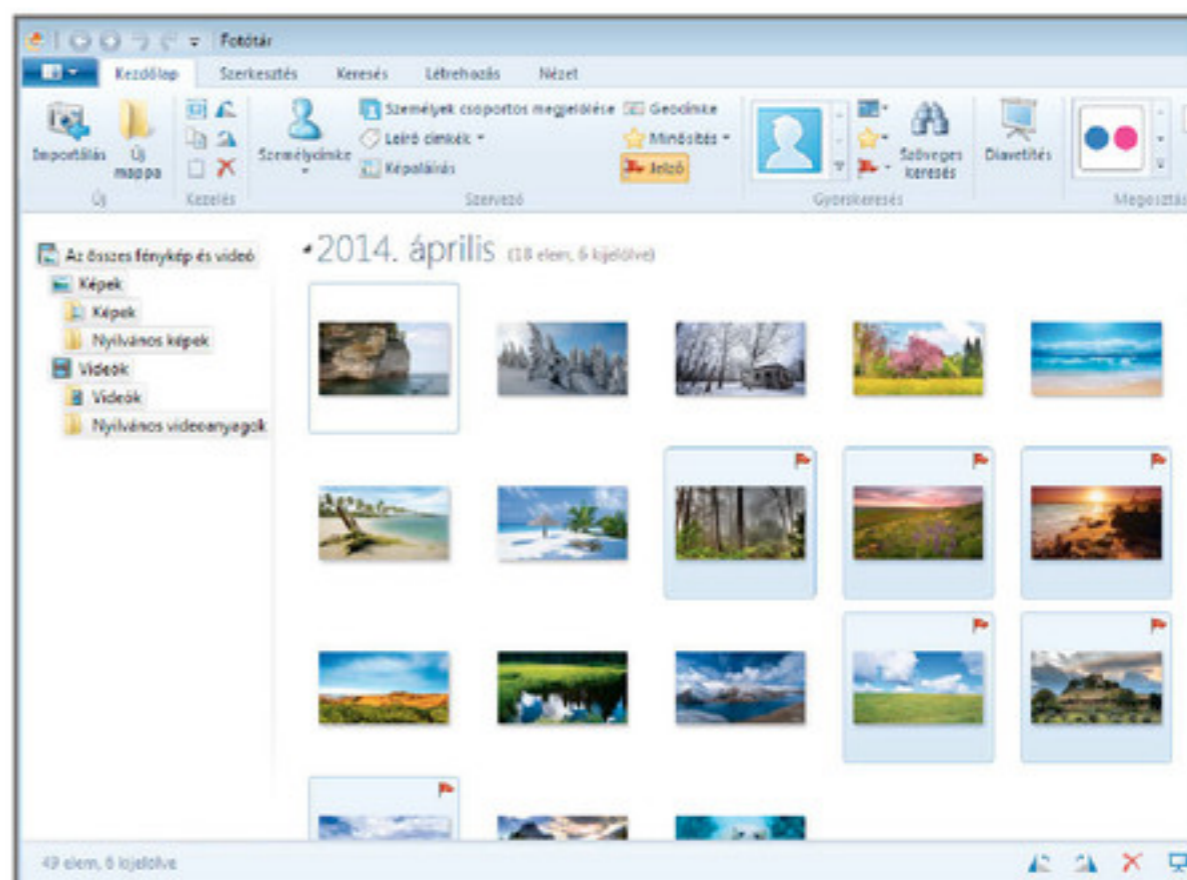 Fotótár
Kezdőlap Szerkesztés Keresés Létrehozás Nézet
Importálás
Új mappa
Új
Kezelés
Személycímke
Személyek csoportos megjelölése
Leíró címkék
Képaláírás
Geocímke
Minősítés
Jelző
Szervező
Szöveges keresés
Gyorskeresés
Diavetítés
Megosztás
Az összes fénykép és videó
Képek
Képek
Nyilvános képek
Videók
Videók
Nyilvános videoanyagok
2014. április (18 elem, 6 kijelölve)
49 elem, 6 kijelölve